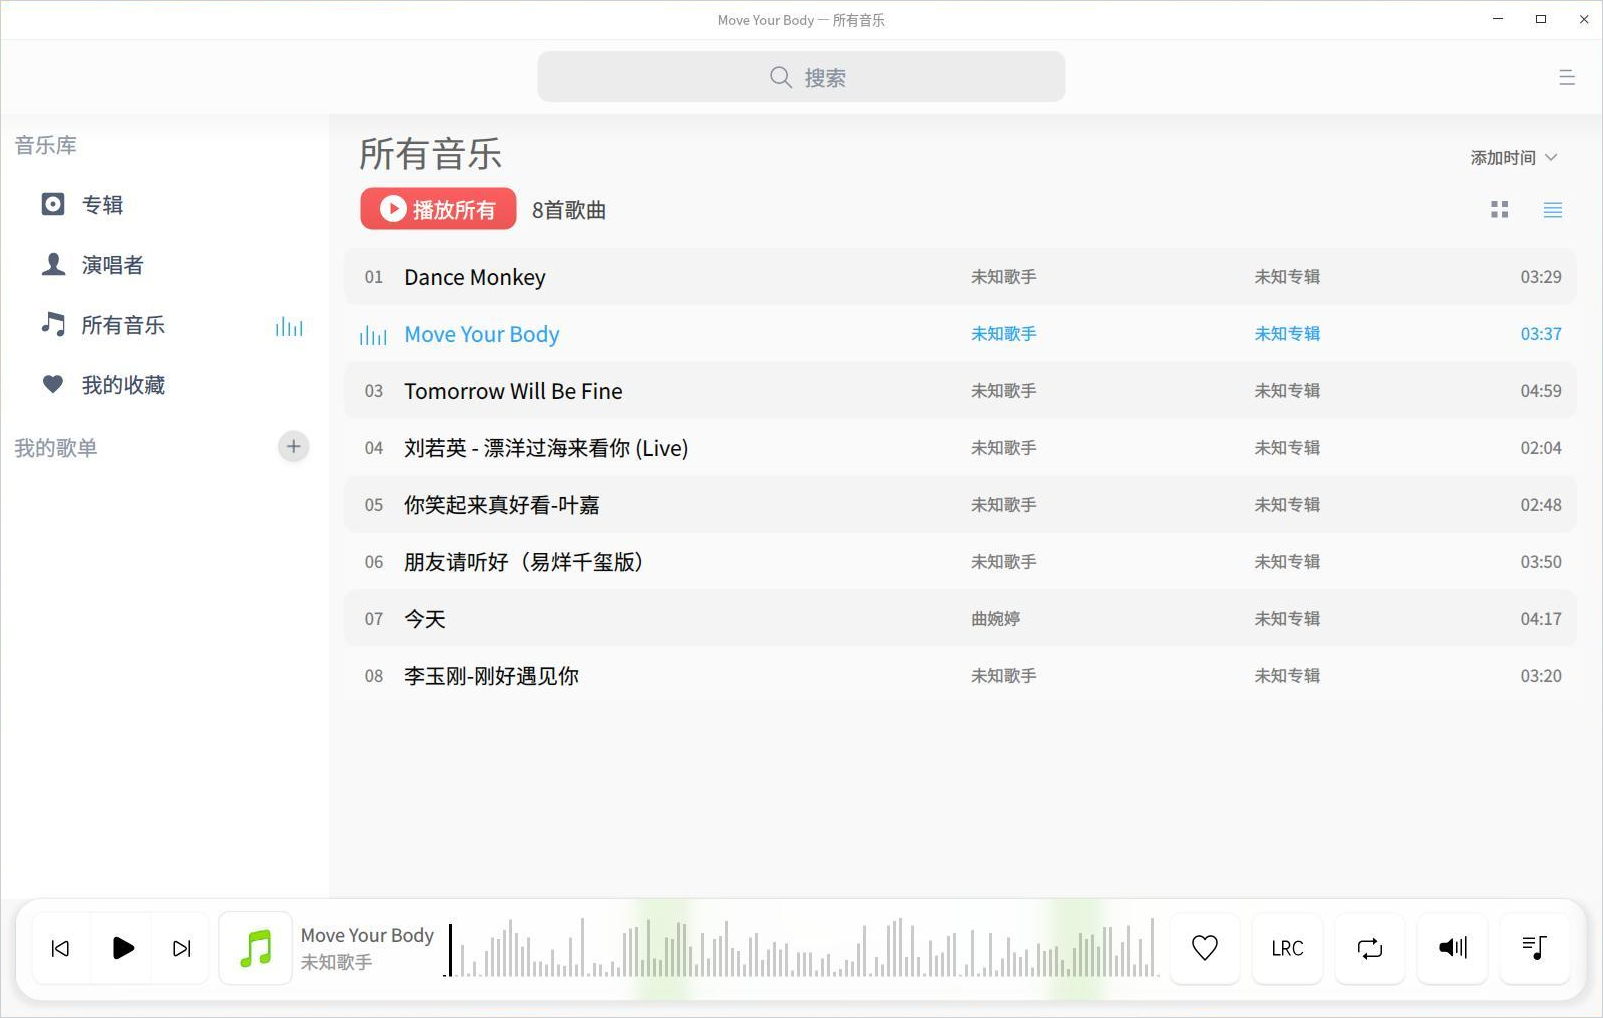 Move Your Body — 所有音乐
搜索
音乐库
专辑
演唱者
所有音乐
我的收藏
我的歌单
所有音乐
添加时间
播放所有 8首歌曲
01 Dance Monkey 未知歌手 未知专辑 03:29
Move Your Body 未知歌手 未知专辑 03:37
03 Tomorrow Will Be Fine 未知歌手 未知专辑 04:59
04 刘若英 - 漂洋过海来看你 (Live) 未知歌手 未知专辑 02:04
05 你笑起来真好看-叶嘉 未知歌手 未知专辑 02:48
06 朋友请听好（易烊千玺版） 未知歌手 未知专辑 03:50
07 今天 曲婉婷 未知专辑 04:17
08 李玉刚-刚好遇见你 未知歌手 未知专辑 03:20
Move Your Body
未知歌手
LRC